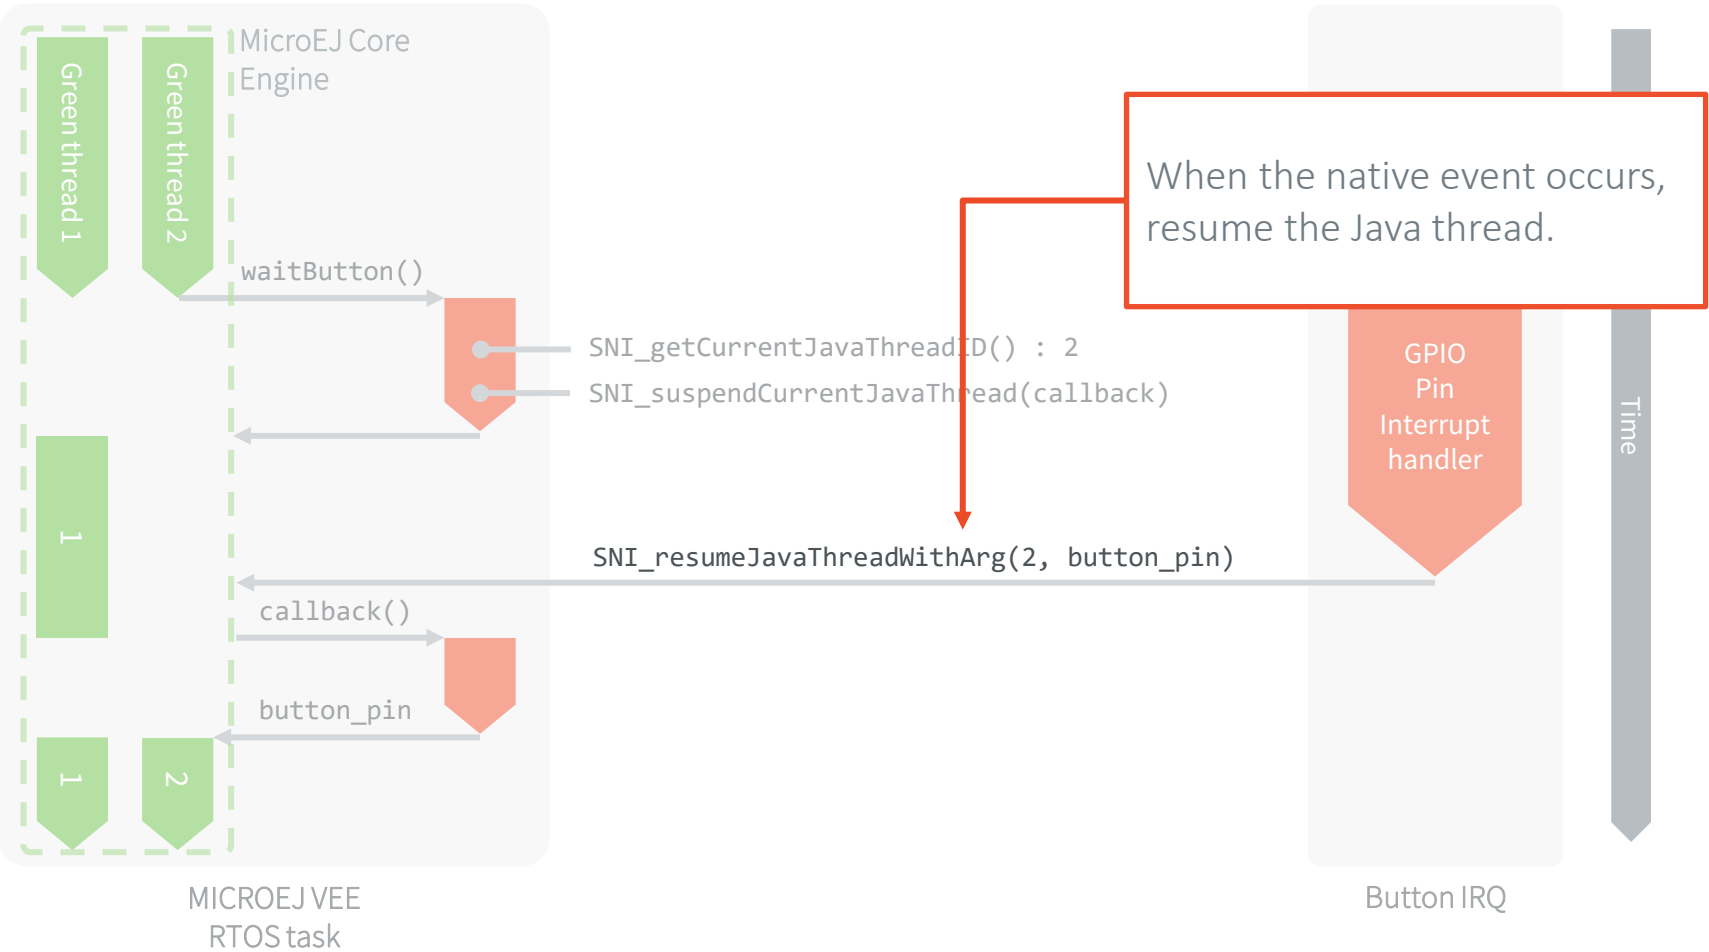 MicroEJ Core
Engine
Green thread 1
Green thread 2
When the native event occurs,
resume the Java thread.
waitButton()
SNI_getCurrentJavaThreadID() : 2
SNI_suspendCurrentJavaThread(callback)
GPIO
Pin
Interrupt
handler
Time
1
SNI_resumeJavaThreadWithArg(2, button_pin)
callback()
button_pin
1
2
MICROEJ VEE
RTOS task
Button IRQ